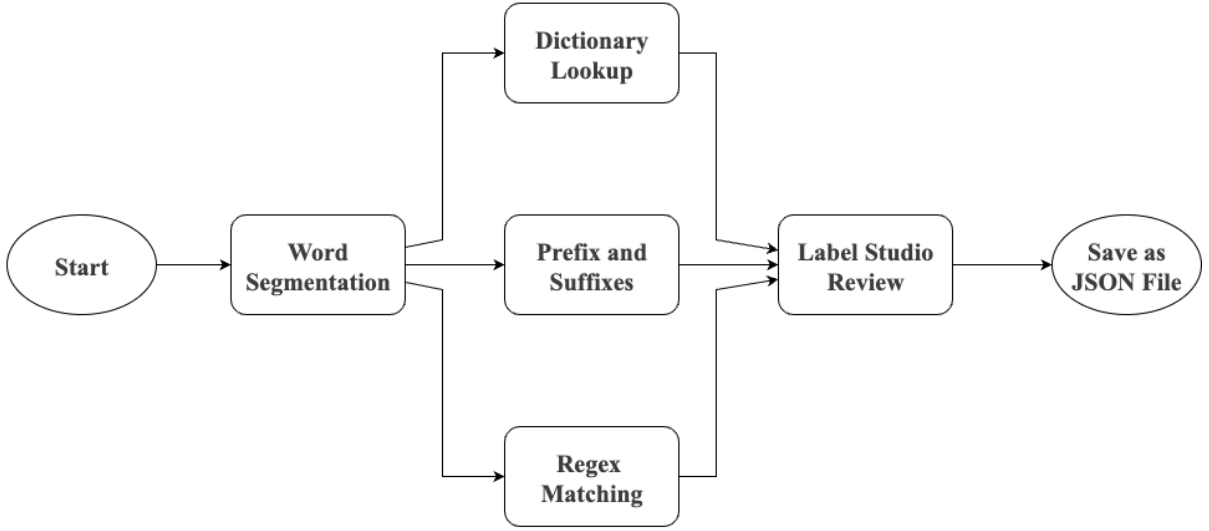 Start
Word
Segmentation
Dictionary
Lookup
Prefix and
Suffixes
Regex
Matching
Label Studio
Review
Save as
JSON File